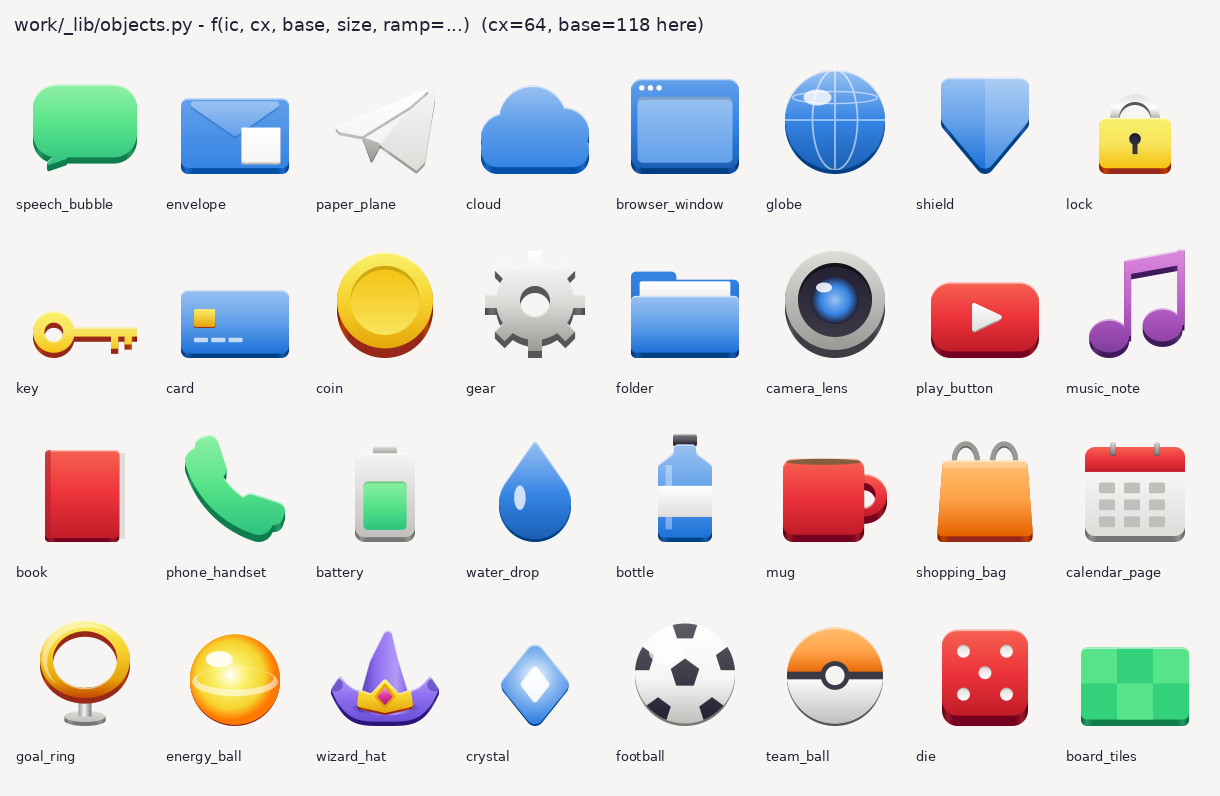 work/_lib/objects.py - f(ic, cx, base, size, ramp=...)  (cx=64, base=118 here)
speech_bubble envelope paper_plane cloud browser_window globe shield lock
key card coin gear folder camera_lens play_button music_note
book phone_handset battery water_drop bottle mug shopping_bag calendar_page
goal_ring energy_ball wizard_hat crystal football team_ball die board_tiles